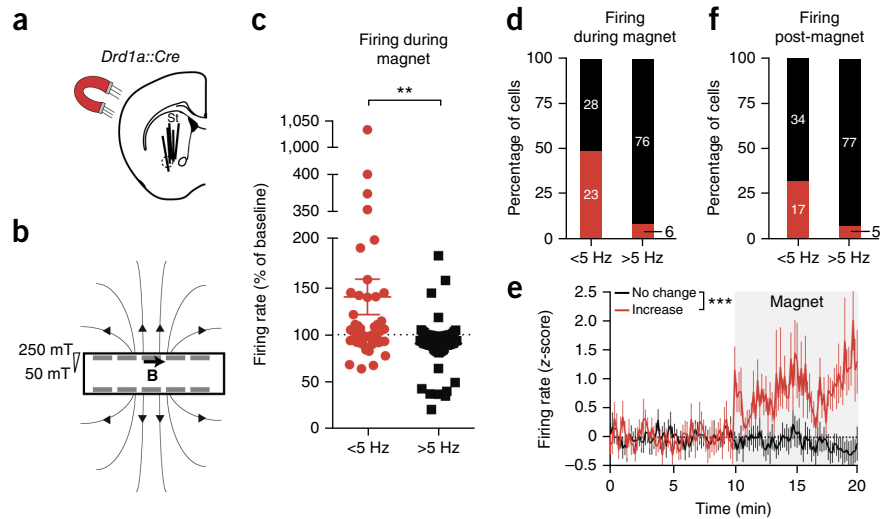 a
Drd1a::Cre
St
b
250 mT
50 mT
B
c
Firing during
magnet
**
Firing rate (% of baseline)
1,050
1,000
400
350
200
150
100
50
0
<5 Hz
>5 Hz
d
Firing
during magnet
Percentage of cells
100
75
50
25
0
28
23
76
6
<5 Hz
>5 Hz
f
Firing
post-magnet
Percentage of cells
100
75
50
25
0
34
17
77
5
<5 Hz
>5 Hz
e
No change
Increase
***
Magnet
Firing rate (z-score)
2.5
2.0
1.5
1.0
0.5
0
−0.5
0
5
10
15
20
Time (min)